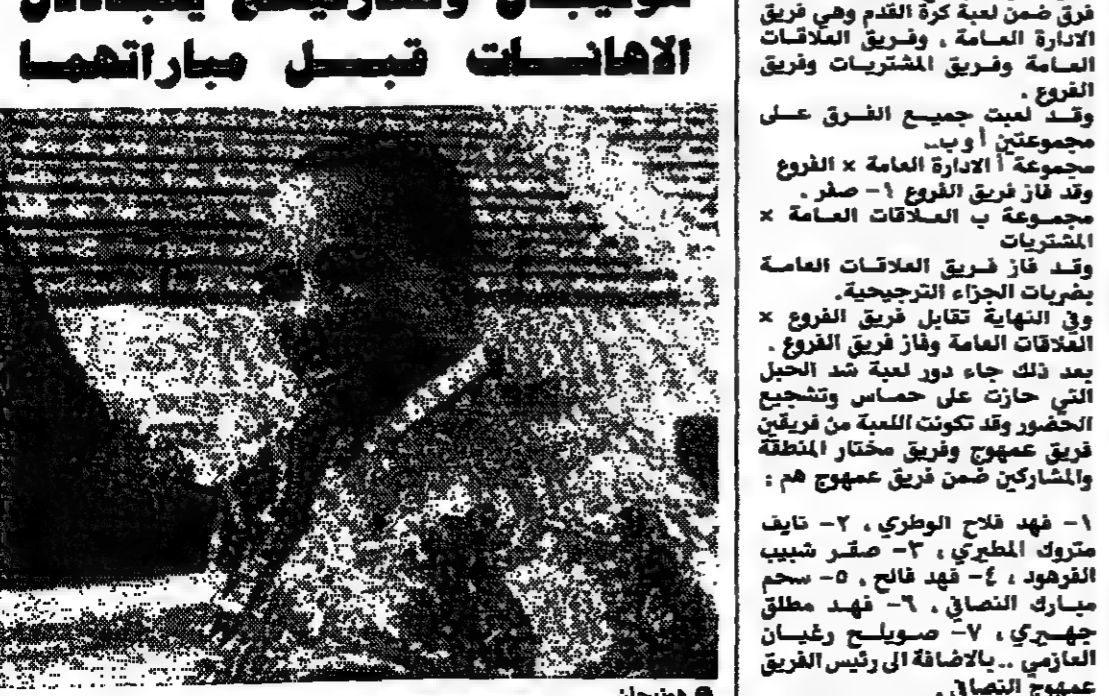 الاهانات قبل مباراتهما
فرق ضمن لعبة كرة القدم وهي فريق
الادارة العامة ، وفريق العلاقات
العامة وفريق المشتريات وفريق
الفروع .
وقد لعبت جميع الفرق على
مجموعتين أ و ب..
مجموعة أ الادارة العامة × الفروع
وقد فاز فريق الفروع ١ - صفر .
مجموعة ب العلاقات العامة ×
المشتريات
وقد فاز فريق العلاقات العامة
بضربات الجزاء الترجيحية.
وفي النهاية تقابل فريق الفروع ×
العلاقات العامة وفاز فريق الفروع .
بعد ذلك جاء دور لعبة شد الحبل
التي حازت على حماس وتشجيع
الحضور وقد تكونت اللعبة من فريقين
فريق عمهوج وفريق مختار المنطقة
والمشاركين ضمن فريق عمهوج هم :
١- فهد فلاح الوطري ، ٢- نايف
متروك المطيري ، ٣- صقر شبيب
الفرهود ، ٤- فهد فالح ، ٥- سحم
مبارك النصافي ، ٦- فهد مطلق
جهيري ، ٧- صويلح رغيان
العازمي .. بالاضافة الى رئيس الفريق
عمهوج النصافي .